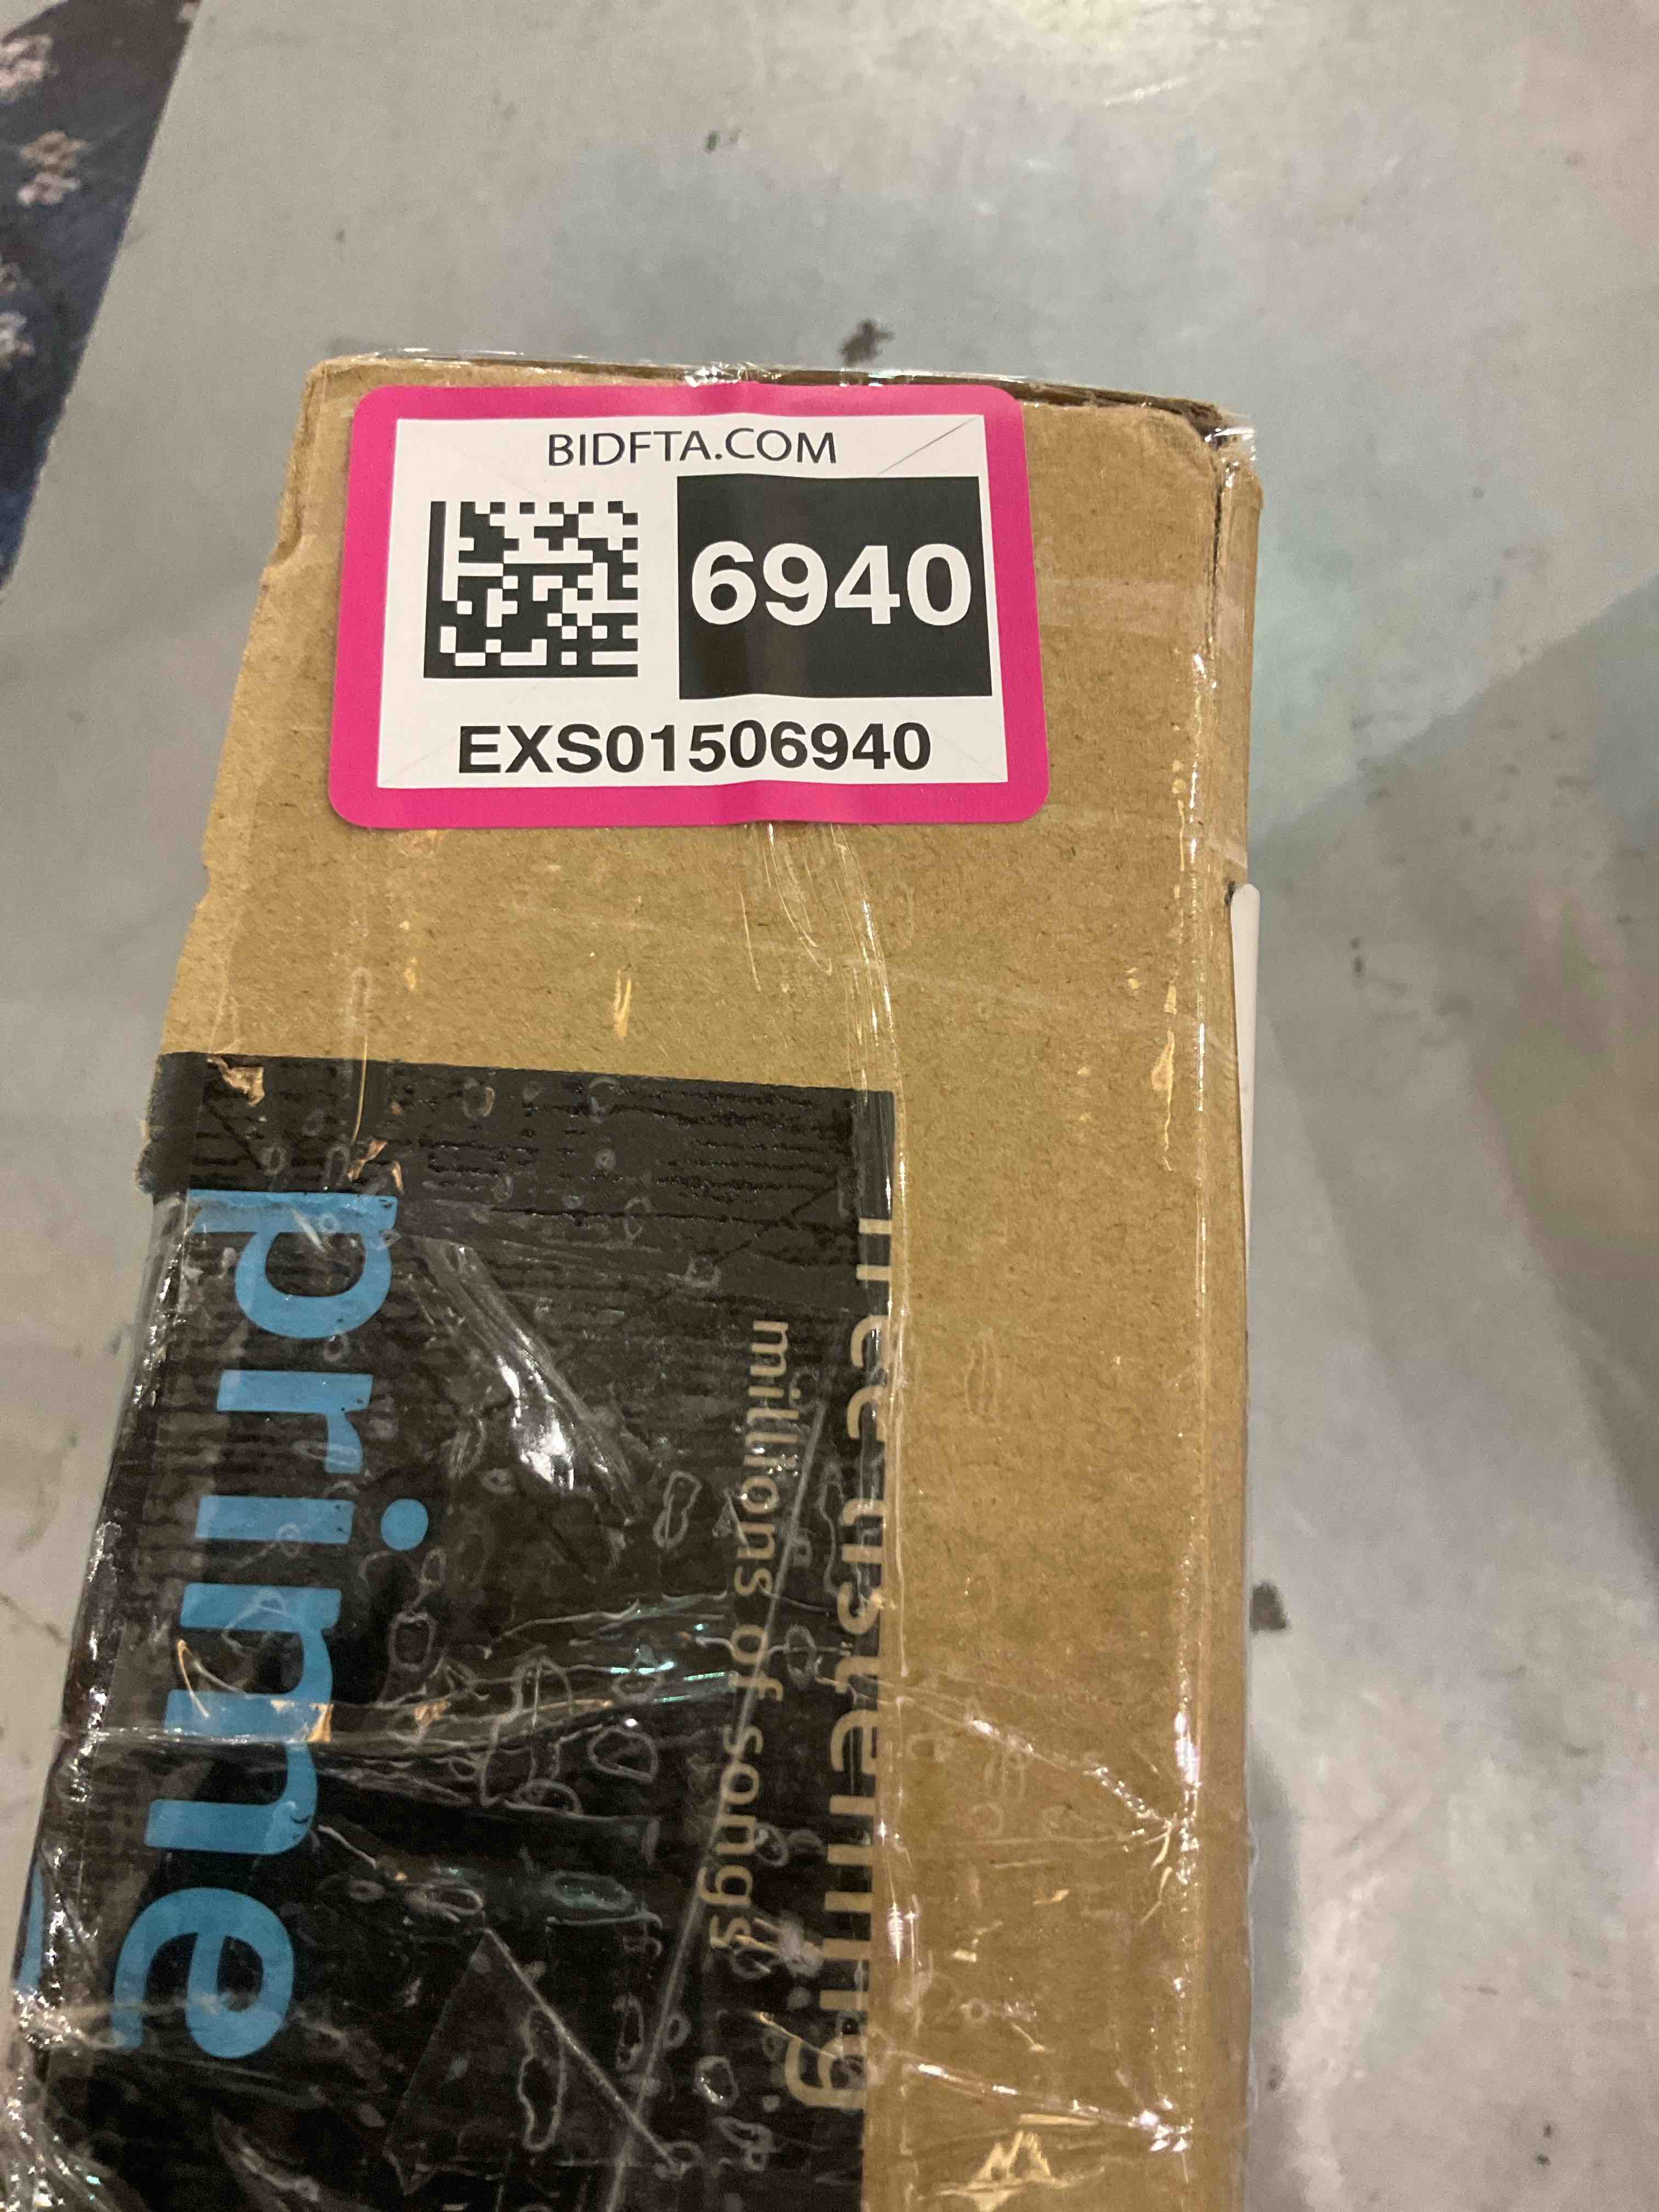 BIDFTA.COM
6940
EXS01506940
prime
millions of songs